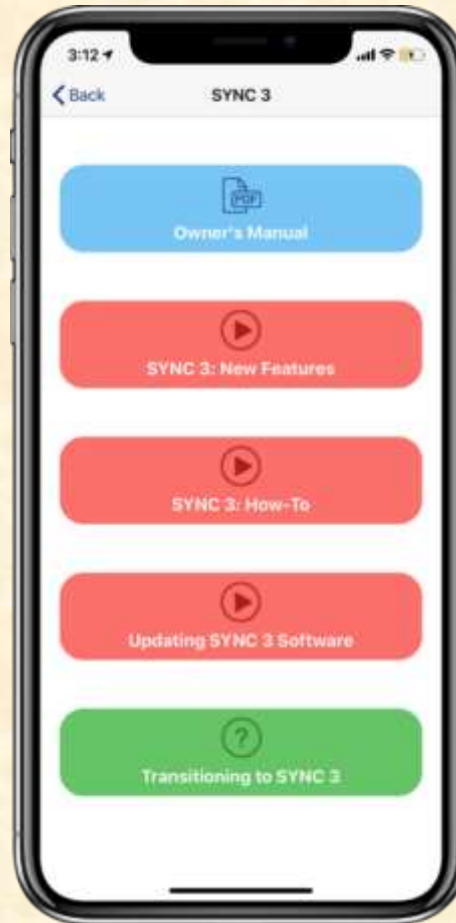 3:12
Back
SYNC 3
PDF
Owner's Manual
SYNC 3: New Features
SYNC 3: How-To
Updating SYNC 3 Software
Transitioning to SYNC 3